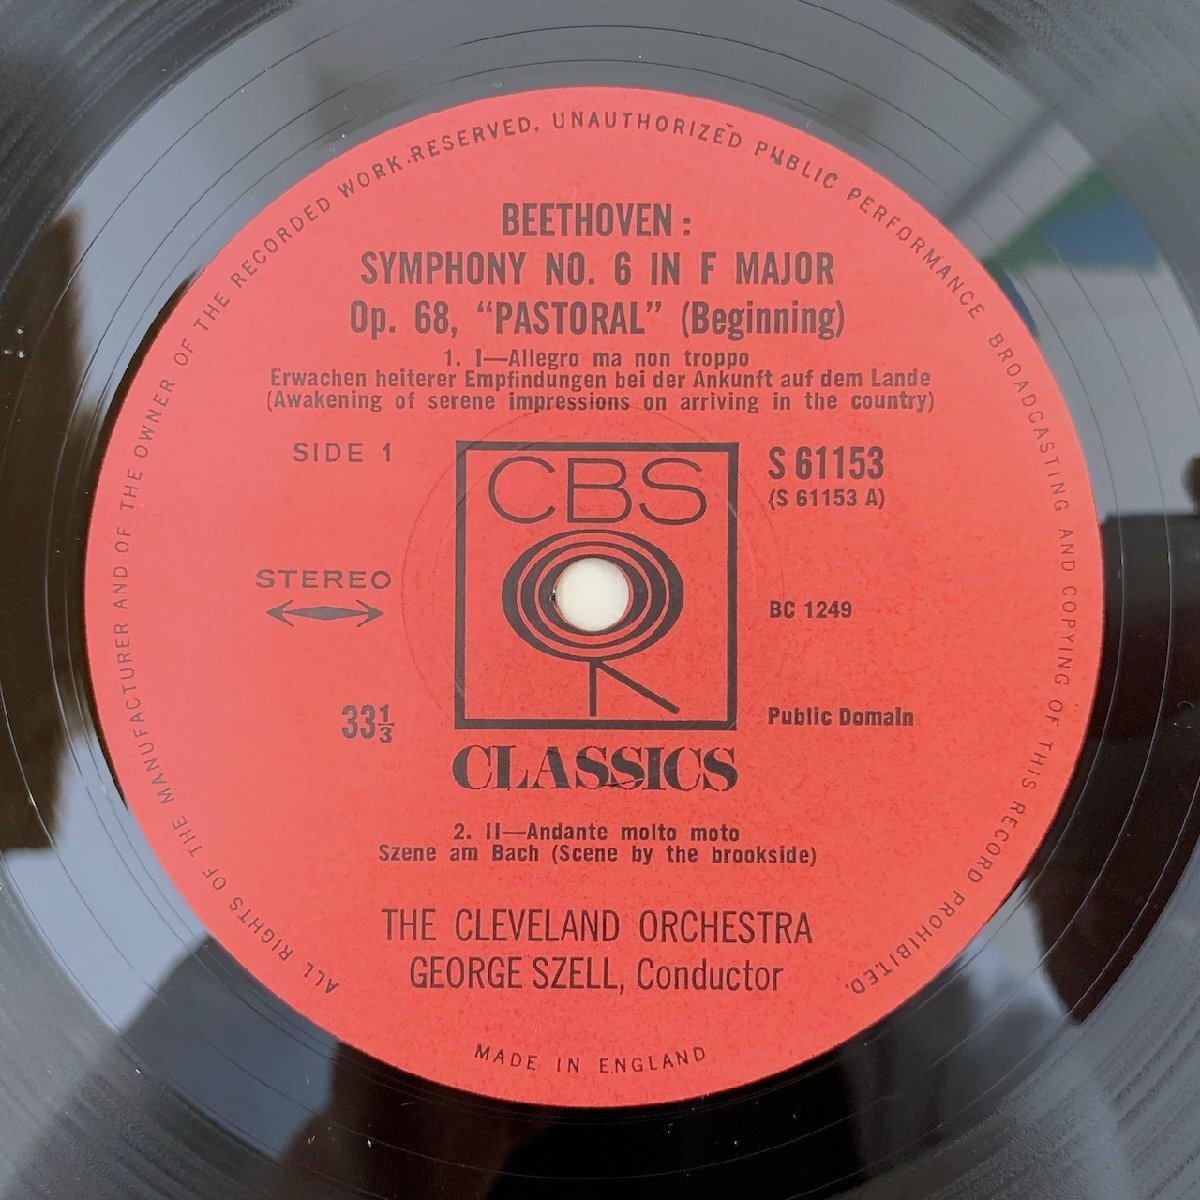 ALL RIGHTS OF THE MANUFACTURER AND OF THE OWNER OF THE RECORDED WORK RESERVED. UNAUTHORIZED PUBLIC PERFORMANCE BROADCASTING AND COPYING OF THIS RECORD PROHIBITED.
BEETHOVEN:
SYMPHONY NO. 6 IN F MAJOR
Op. 68, “PASTORAL” (Beginning)
1. I—Allegro ma non troppo
Erwachen heiterer Empfindungen bei der Ankunft auf dem Lande
(Awakening of serene impressions on arriving in the country)
SIDE 1
CBS
S 61153
(S 61153 A)
STEREO
BC 1249
33⅓
Public Domain
CLASSICS
2. II—Andante molto moto
Szene am Bach (Scene by the brookside)
THE CLEVELAND ORCHESTRA
GEORGE SZELL, Conductor
MADE IN ENGLAND